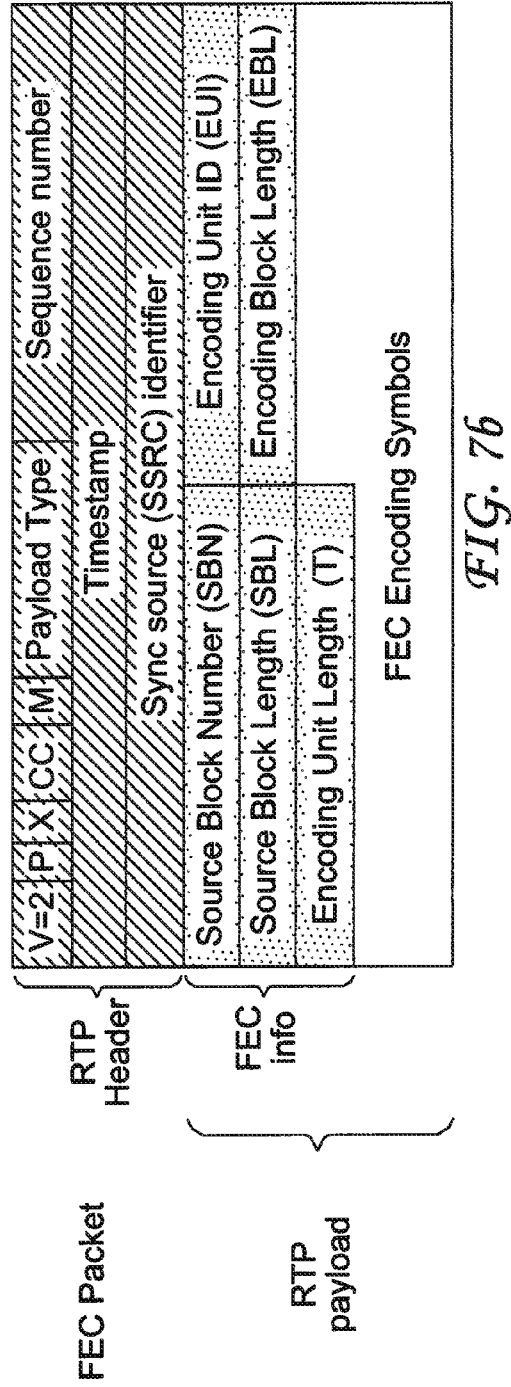 FEC Packet
RTP Header
V=2 P X CC M Payload Type Sequence number
Timestamp
Sync source (SSRC) identifier
RTP payload
FEC info
Source Block Number (SBN) Encoding Unit ID (EUI)
Source Block Length (SBL) Encoding Block Length (EBL)
Encoding Unit Length (T)
FEC Encoding Symbols
FIG. 7b